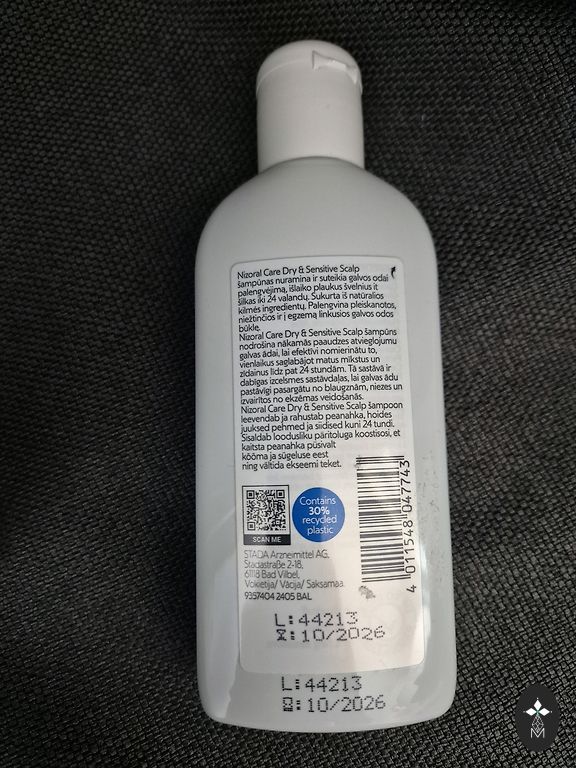 Nizoral Care Dry & Sensitive Scalp
šampūnas nuramina ir suteikia galvos odai
palengvėjimą, išlaiko plaukus švelnius it
šilkas iki 24 valandų. Sukurta iš natūralios
kilmės ingredientų. Palengvina pleiskanotos,
niežtinčios ir į egzemą linkusios galvos odos
būklę.
Nizoral Care Dry & Sensitive Scalp šampūns
nodrošina nākamās paaudzes atvieglojumu
galvas ādai, lai efektīvi nomierinātu to,
vienlaikus saglabājot matus mīkstus un
zīdainus līdz pat 24 stundām. Tā sastāvā ir
dabīgas izcelsmes sastāvdaļas, lai galvas ādu
pastāvīgi pasargātu no blaugznām, niezes un
izvairītos no ekzēmas veidošanās.
Nizoral Care Dry & Sensitive Scalp šampoon
leevendab ja rahustab peanahka, hoides
juuksed pehmed ja siidised kuni 24 tundi.
Sisaldab loodusliku päritoluga koostisosi, et
kaitsta peanahka püsivalt
kõõma ja sügeluse eest
ning vältida ekseemi teket.
SCAN ME
Contains
30%
recycled
plastic
4 011548 047743
STADA Arzneimittel AG,
Stadastraße 2-18,
61118 Bad Vilbel,
Vokietija/ Vācija/ Saksamaa.
9357404 2405 BAL
L:44213
10/2026
L:44213
10/2026
M